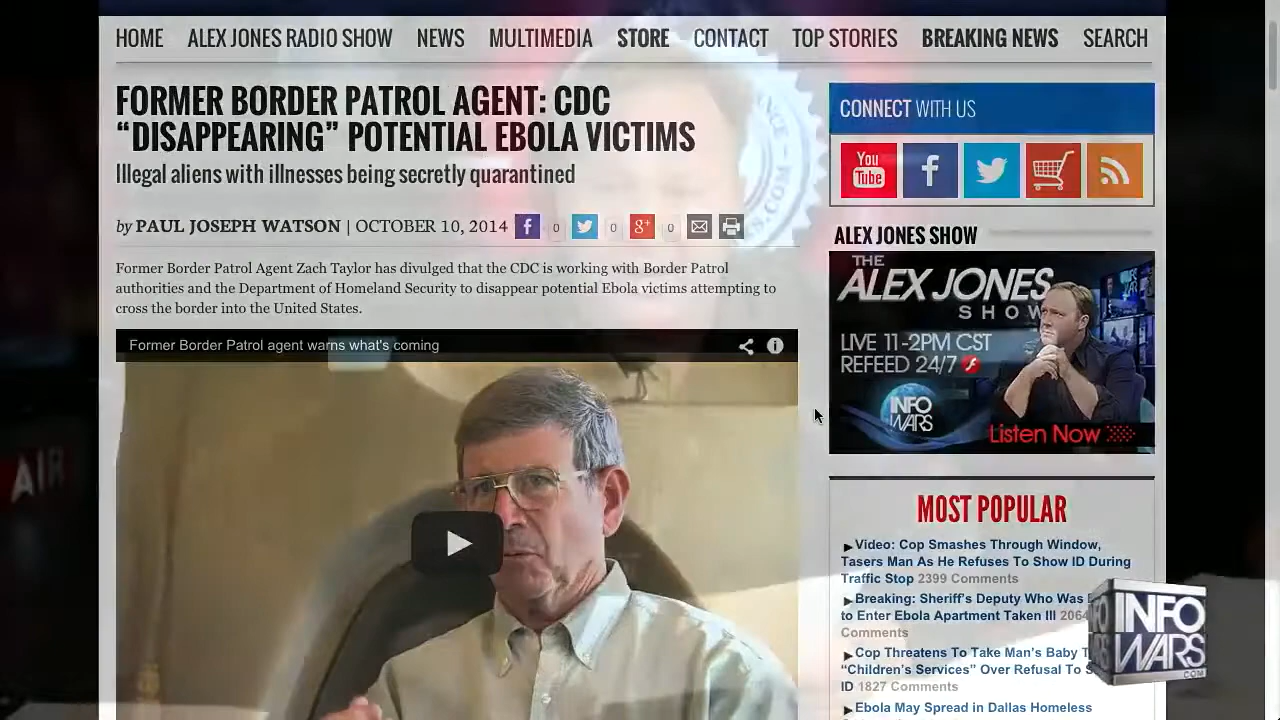 HOME ALEX JONES RADIO SHOW NEWS MULTIMEDIA STORE CONTACT TOP STORIES BREAKING NEWS SEARCH
FORMER BORDER PATROL AGENT: CDC
“DISAPPEARING” POTENTIAL EBOLA VICTIMS
Illegal aliens with illnesses being secretly quarantined
by PAUL JOSEPH WATSON | OCTOBER 10, 2014 0 0 0
Former Border Patrol Agent Zach Taylor has divulged that the CDC is working with Border Patrol
authorities and the Department of Homeland Security to disappear potential Ebola victims attempting to
cross the border into the United States.
Former Border Patrol agent warns what's coming
CONNECT WITH US
You
Tube
ALEX JONES SHOW
THE
ALEX JONES
SHOW
LIVE 11-2PM CST
REFEED 24/7
INFO
WARS
Listen Now
MOST POPULAR
Video: Cop Smashes Through Window,
Tasers Man As He Refuses To Show ID During
Traffic Stop 2399 Comments
Breaking: Sheriff's Deputy Who Was
to Enter Ebola Apartment Taken Ill 2064
Comments
Cop Threatens To Take Man's Baby
“Children's Services” Over Refusal To
ID 1827 Comments
Ebola May Spread in Dallas Homeless
INFO
WARS
.COM
AIR